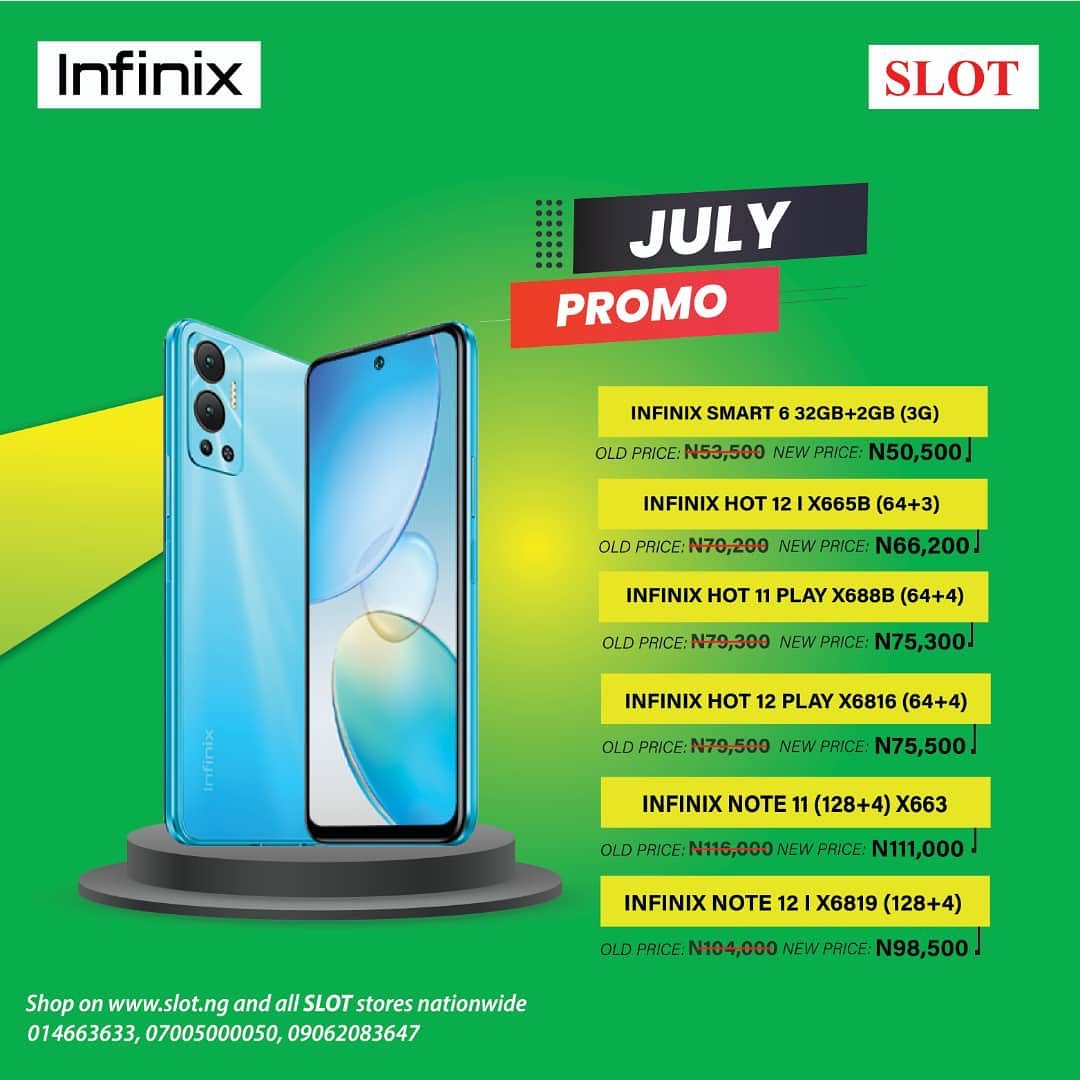 Infinix
SLOT
JULY
PROMO
INFINIX SMART 6 32GB+2GB (3G)
OLD PRICE: N53,500 NEW PRICE: N50,500
INFINIX HOT 12 I X665B (64+3)
OLD PRICE: N70,200 NEW PRICE: N66,200
INFINIX HOT 11 PLAY X688B (64+4)
OLD PRICE: N79,300 NEW PRICE: N75,300
INFINIX HOT 12 PLAY X6816 (64+4)
OLD PRICE: N79,500 NEW PRICE: N75,500
INFINIX NOTE 11 (128+4) X663
OLD PRICE: N116,000 NEW PRICE: N111,000
INFINIX NOTE 12 I X6819 (128+4)
OLD PRICE: N104,000 NEW PRICE: N98,500
Infinix
Shop on www.slot.ng and all SLOT stores nationwide
014663633, 07005000050, 09062083647